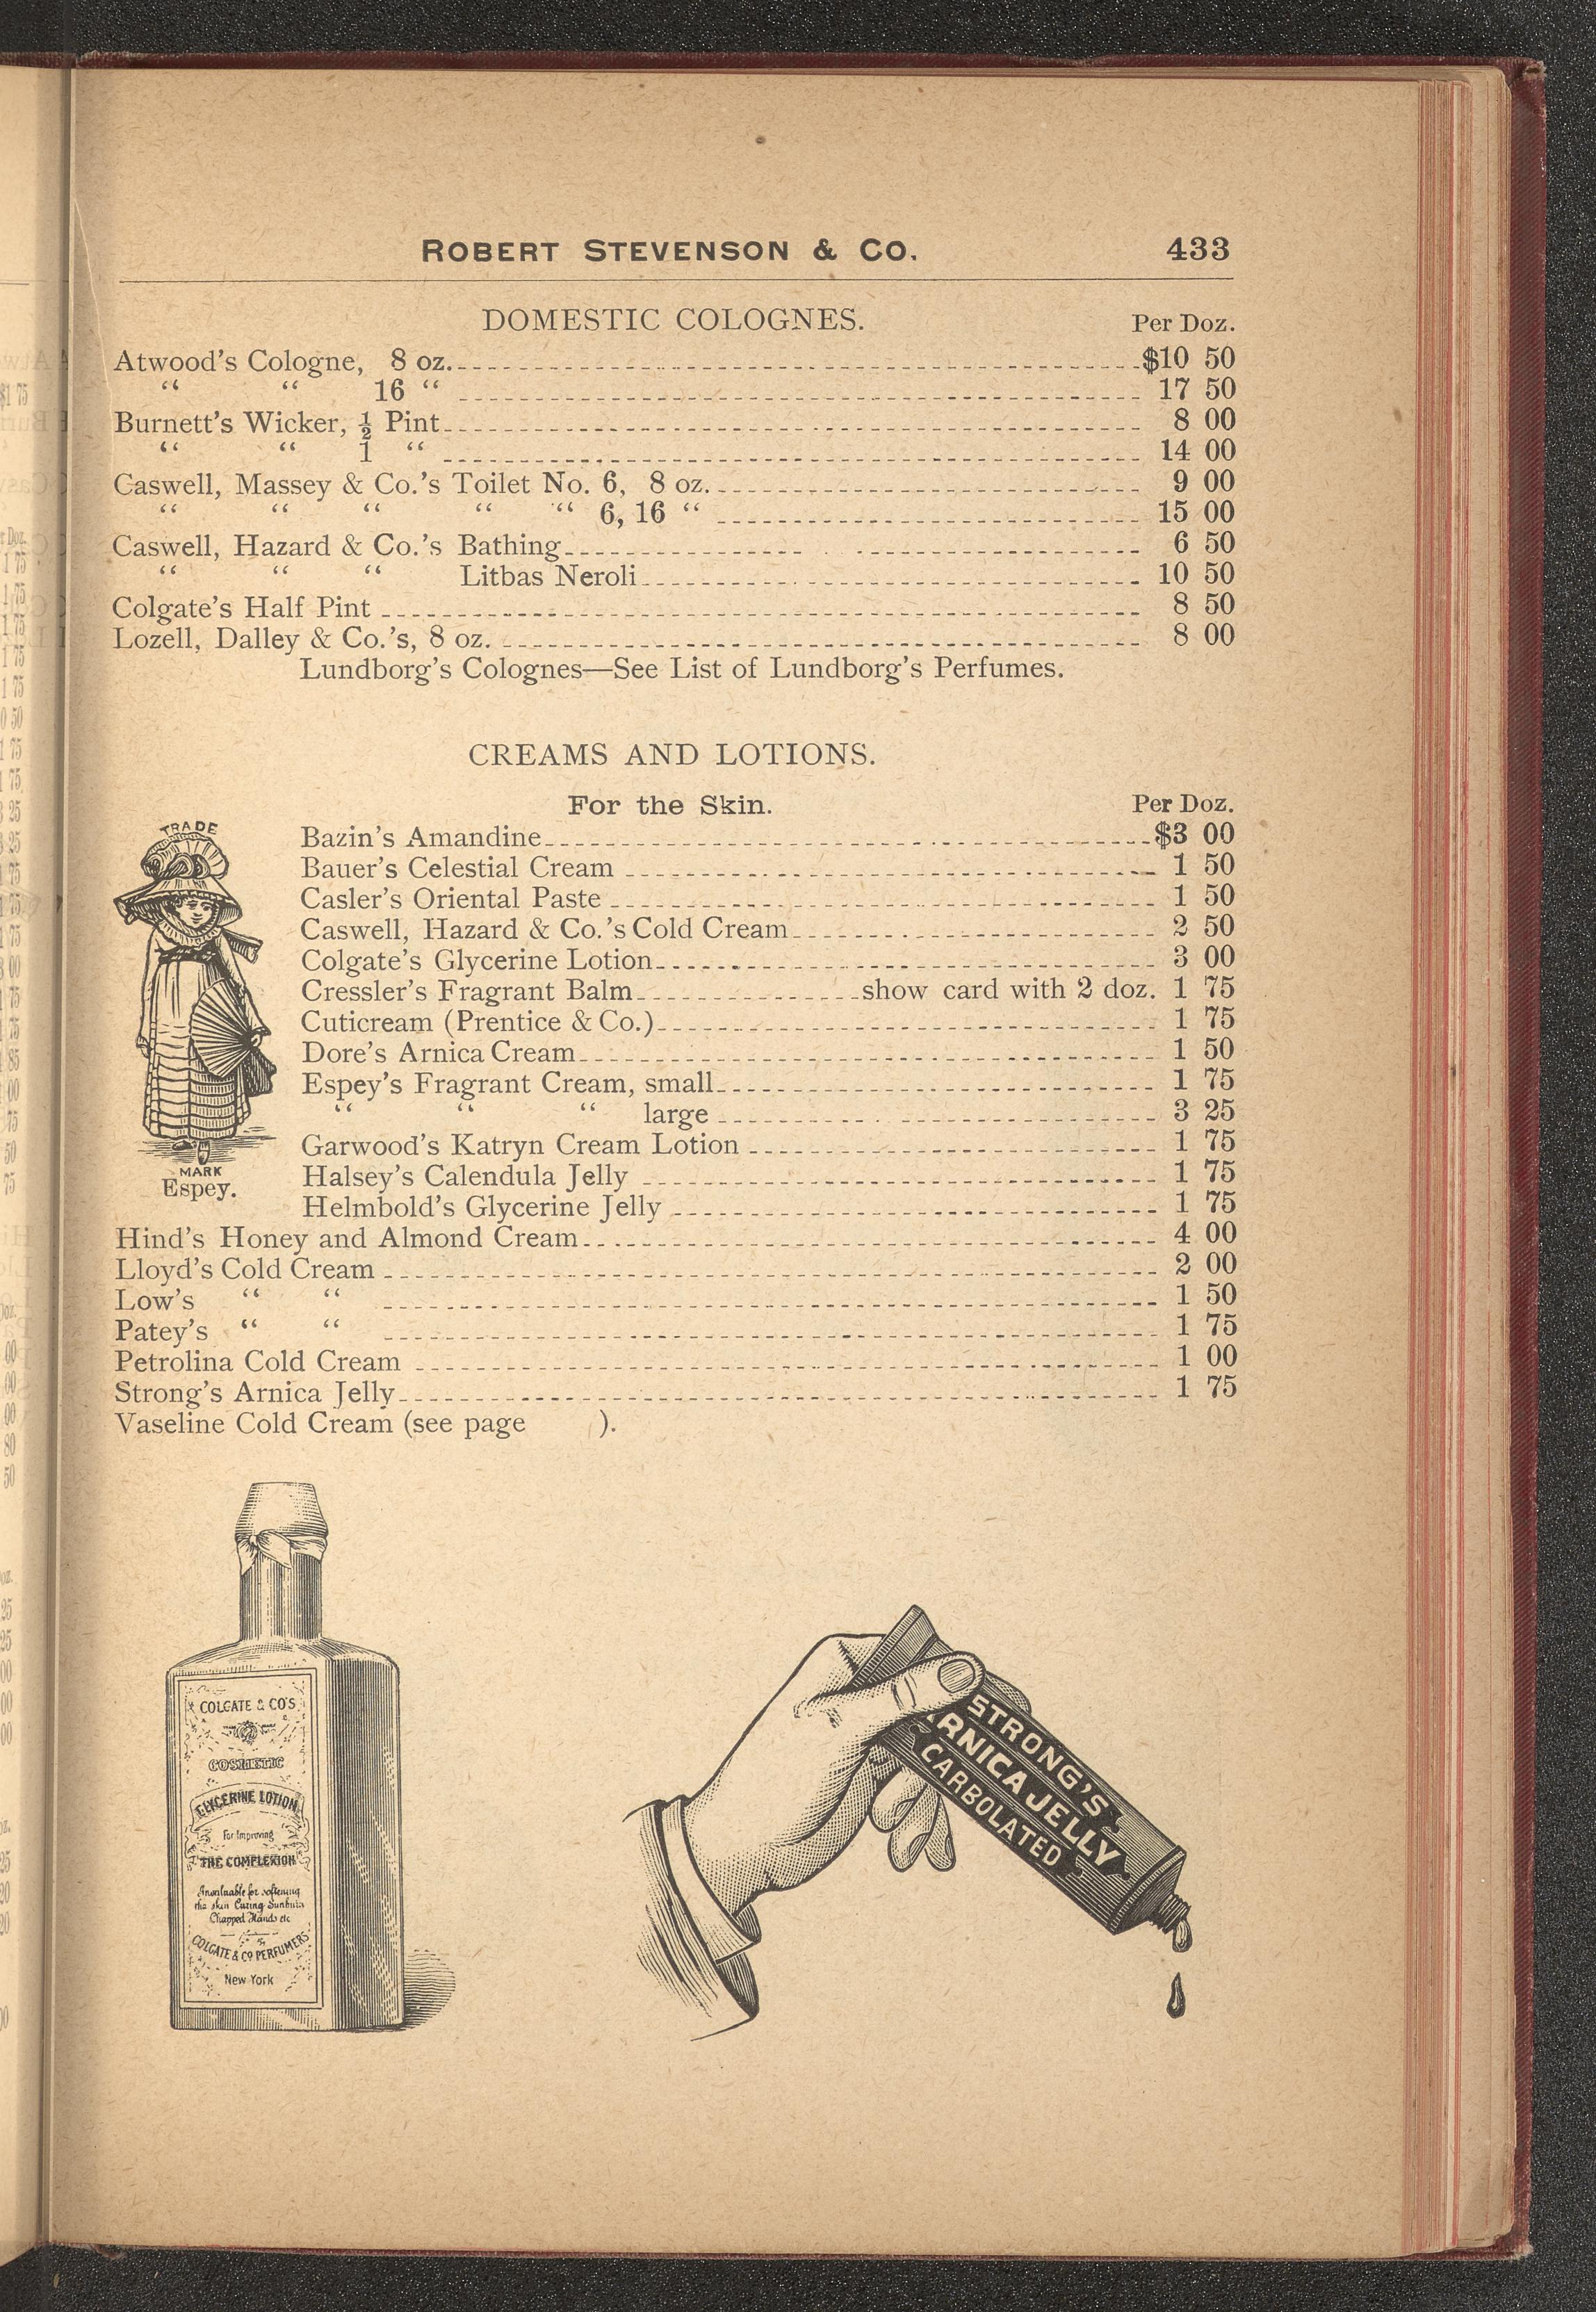 ROBERT STEVENSON & CO. 433
DOMESTIC COLOGNES. Per Doz.
Atwood's Cologne, 8 oz. $10 50
“ “ 16 “ 17 50
Burnett's Wicker, ½ Pint 8 00
“ “ 1 “ 14 00
Caswell, Massey & Co.'s Toilet No. 6, 8 oz. 9 00
“ “ “ “ “ 6, 16 “ 15 00
Caswell, Hazard & Co.'s Bathing 6 50
“ “ “ Litbas Neroli 10 50
Colgate's Half Pint 8 50
Lozell, Dalley & Co.'s, 8 oz. 8 00
Lundborg's Colognes—See List of Lundborg's Perfumes.
CREAMS AND LOTIONS.
For the Skin. Per Doz.
Bazin's Amandine $3 00
Bauer's Celestial Cream 1 50
Casler's Oriental Paste 1 50
Caswell, Hazard & Co.'s Cold Cream 2 50
Colgate's Glycerine Lotion 3 00
Cressler's Fragrant Balm show card with 2 doz. 1 75
Cuticream (Prentice & Co.) 1 75
Dore's Arnica Cream 1 50
Espey's Fragrant Cream, small 1 75
“ “ “ large 3 25
Garwood's Katryn Cream Lotion 1 75
Halsey's Calendula Jelly 1 75
Helmbold's Glycerine Jelly 1 75
TRADE
MARK
Espey.
Hind's Honey and Almond Cream 4 00
Lloyd's Cold Cream 2 00
Low's “ “ 1 50
Patey's “ “ 1 75
Petrolina Cold Cream 1 00
Strong's Arnica Jelly 1 75
Vaseline Cold Cream (see page ).
COLGATE & CO'S
COSMETIC
GLYCERINE LOTION
For Improving
THE COMPLEXION
Invaluable for softening
the skin Curing Sunburn
Chapped Hands etc
COLGATE & CO PERFUMERS
New York
STRONG'S
ARNICA JELLY
CARBOLATED